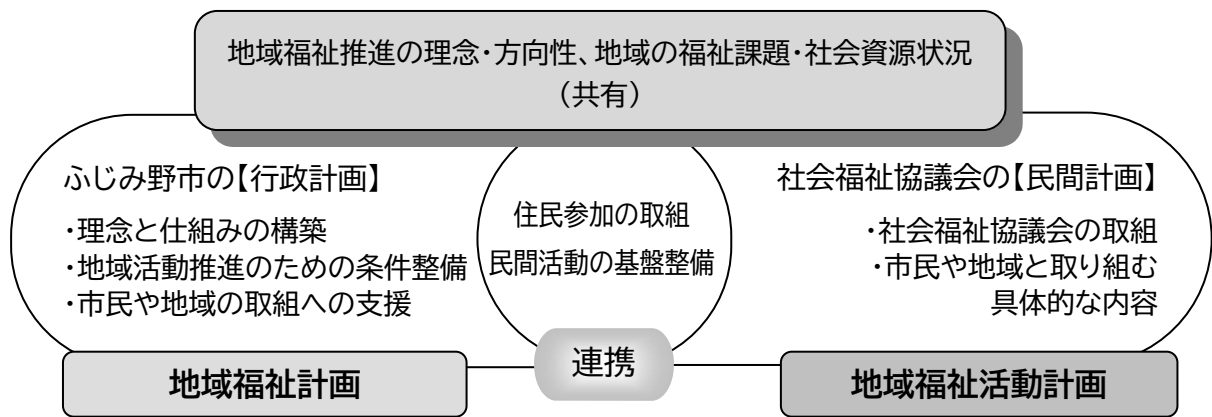 地域福祉推進の理念・方向性、地域の福祉課題・社会資源状況
（共有）
ふじみ野市の【行政計画】
・理念と仕組みの構築
・地域活動推進のための条件整備
・市民や地域の取組への支援
住民参加の取組
民間活動の基盤整備
社会福祉協議会の【民間計画】
・社会福祉協議会の取組
・市民や地域と取り組む
具体的な内容
地域福祉計画
連携
地域福祉活動計画